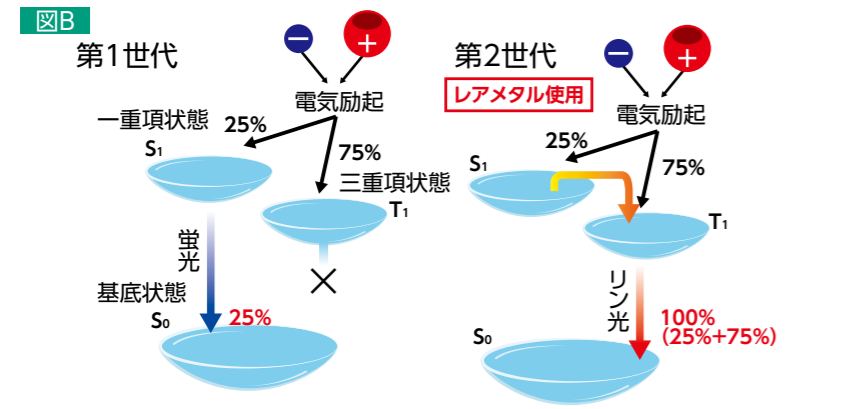 図B
第1世代
−
+
電気励起
一重項状態
25%
S1
75%
三重項状態
T1
蛍光
×
基底状態
S0
25%
第2世代
レアメタル使用
−
+
電気励起
25%
S1
75%
T1
リン光
100%
(25%+75%)
S0